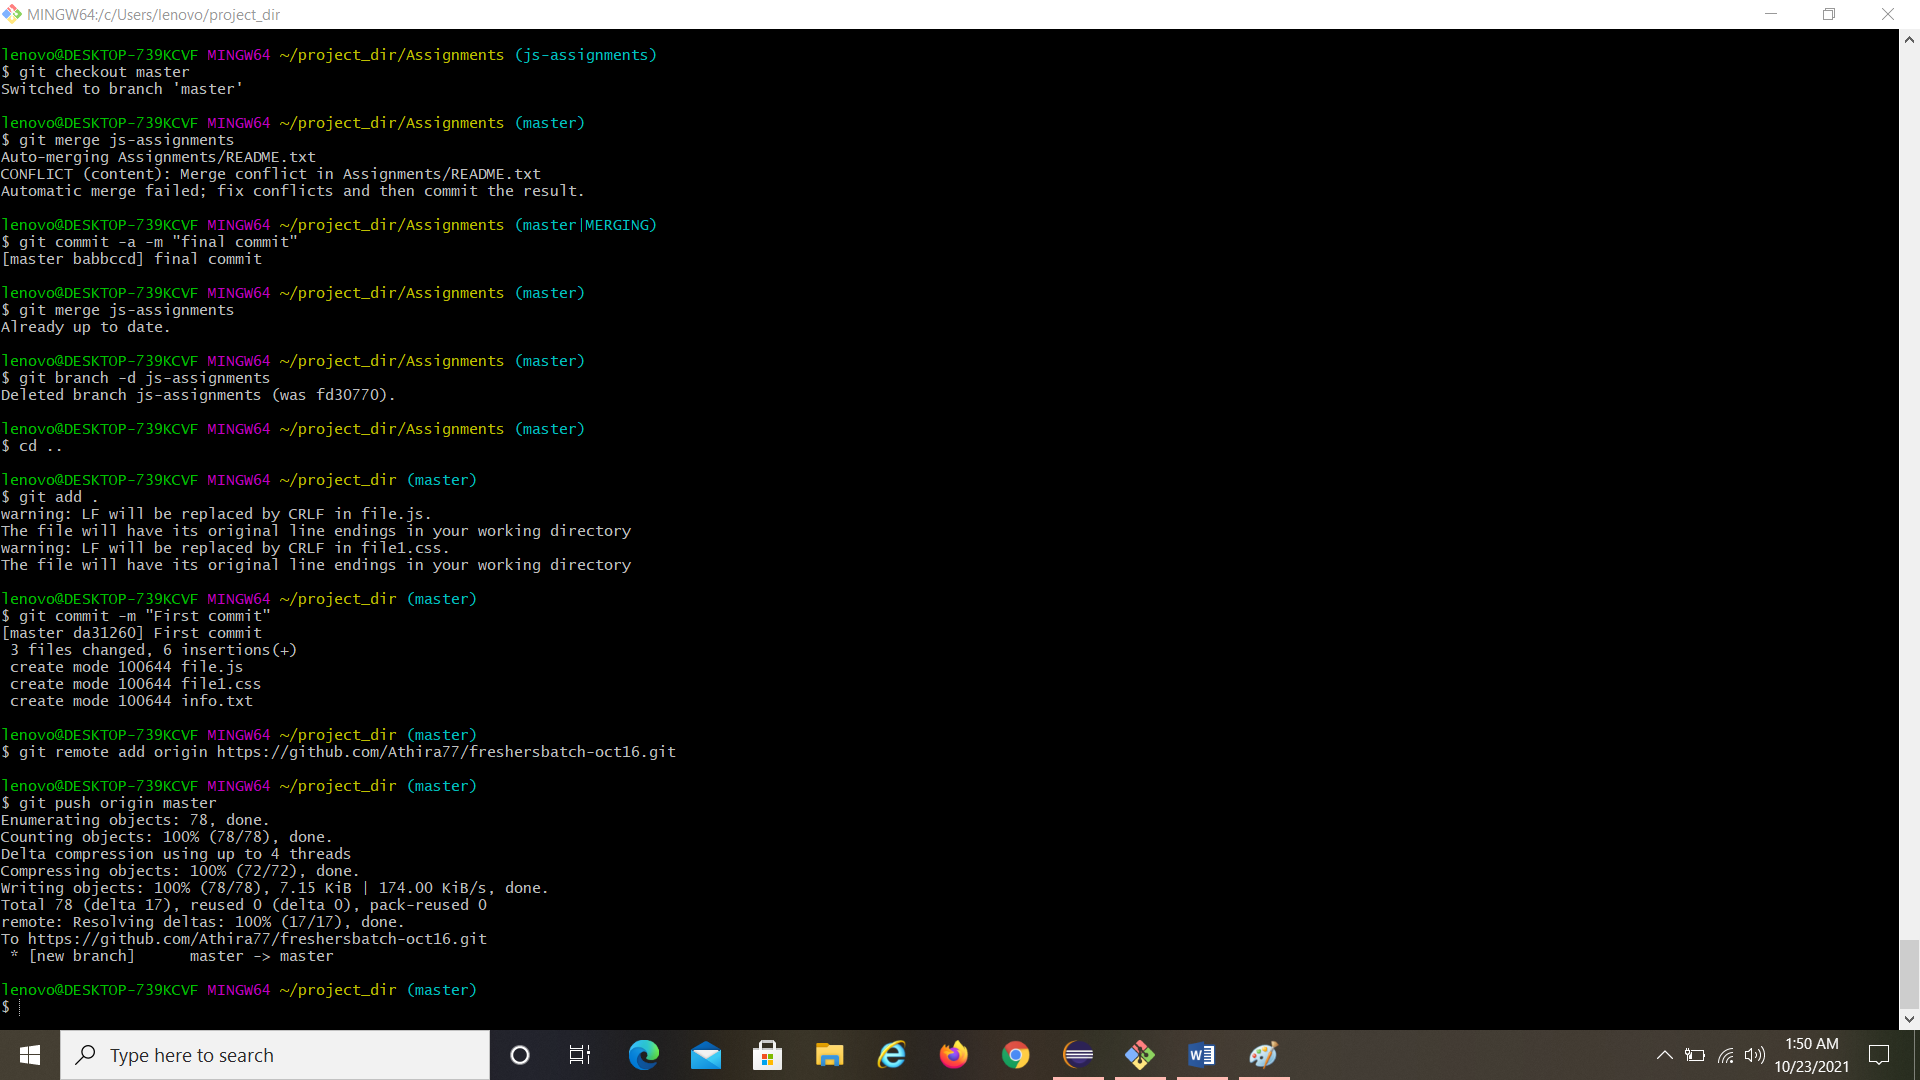 MINGW64:/c/Users/lenovo/project_dir
lenovo@DESKTOP-739KCVF MINGW64 ~/project_dir/Assignments (js-assignments)
$ git checkout master
Switched to branch 'master'
lenovo@DESKTOP-739KCVF MINGW64 ~/project_dir/Assignments (master)
$ git merge js-assignments
Auto-merging Assignments/README.txt
CONFLICT (content): Merge conflict in Assignments/README.txt
Automatic merge failed; fix conflicts and then commit the result.
lenovo@DESKTOP-739KCVF MINGW64 ~/project_dir/Assignments (master|MERGING)
$ git commit -a -m "final commit"
[master babbccd] final commit
lenovo@DESKTOP-739KCVF MINGW64 ~/project_dir/Assignments (master)
$ git merge js-assignments
Already up to date.
lenovo@DESKTOP-739KCVF MINGW64 ~/project_dir/Assignments (master)
$ git branch -d js-assignments
Deleted branch js-assignments (was fd30770).
lenovo@DESKTOP-739KCVF MINGW64 ~/project_dir/Assignments (master)
$ cd ..
lenovo@DESKTOP-739KCVF MINGW64 ~/project_dir (master)
$ git add .
warning: LF will be replaced by CRLF in file.js.
The file will have its original line endings in your working directory
warning: LF will be replaced by CRLF in file1.css.
The file will have its original line endings in your working directory
lenovo@DESKTOP-739KCVF MINGW64 ~/project_dir (master)
$ git commit -m "First commit"
[master da31260] First commit
 3 files changed, 6 insertions(+)
 create mode 100644 file.js
 create mode 100644 file1.css
 create mode 100644 info.txt
lenovo@DESKTOP-739KCVF MINGW64 ~/project_dir (master)
$ git remote add origin https://github.com/Athira77/freshersbatch-oct16.git
lenovo@DESKTOP-739KCVF MINGW64 ~/project_dir (master)
$ git push origin master
Enumerating objects: 78, done.
Counting objects: 100% (78/78), done.
Delta compression using up to 4 threads
Compressing objects: 100% (72/72), done.
Writing objects: 100% (78/78), 7.15 KiB | 174.00 KiB/s, done.
Total 78 (delta 17), reused 0 (delta 0), pack-reused 0
remote: Resolving deltas: 100% (17/17), done.
To https://github.com/Athira77/freshersbatch-oct16.git
 * [new branch]      master -> master
lenovo@DESKTOP-739KCVF MINGW64 ~/project_dir (master)
$
Type here to search
1:50 AM
10/23/2021